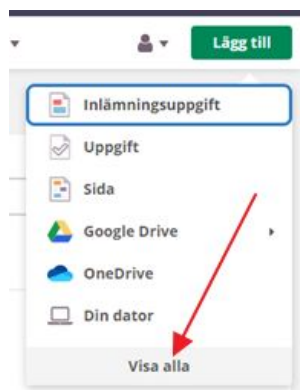 Lägg till
Inlämningsuppgift
Uppgift
Sida
Google Drive
OneDrive
Din dator
Visa alla